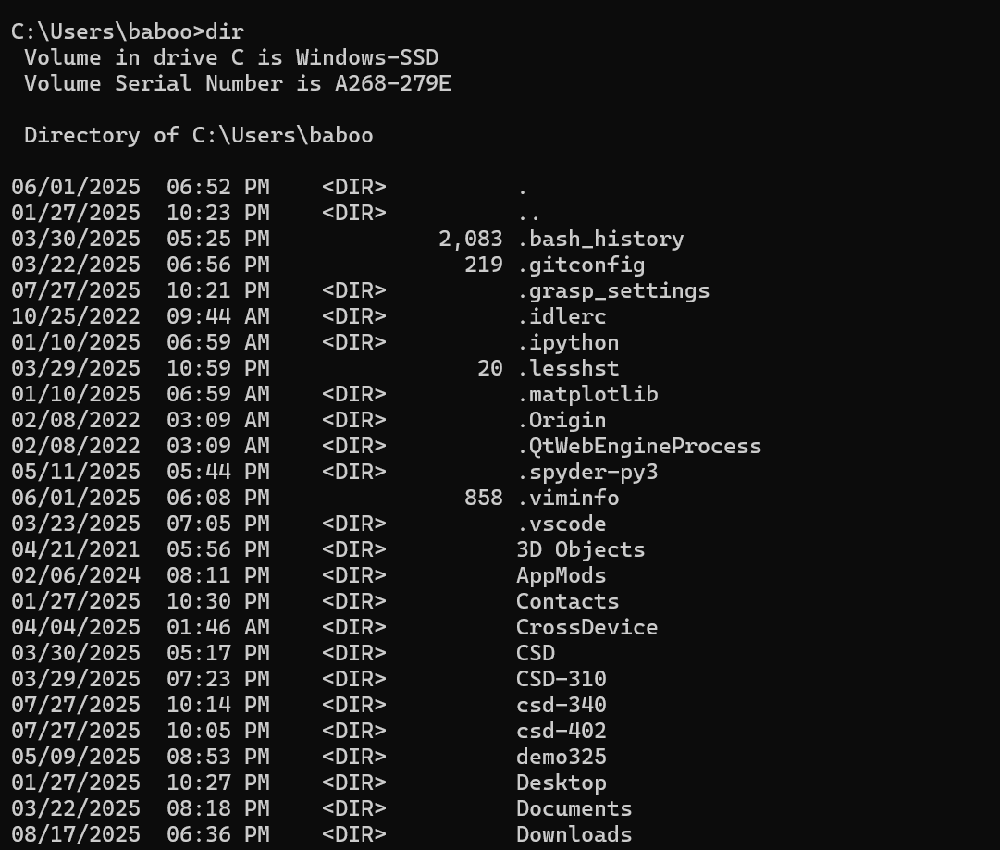 C:\Users\baboo>dir
 Volume in drive C is Windows-SSD
 Volume Serial Number is A268-279E

 Directory of C:\Users\baboo

06/01/2025  06:52 PM    <DIR>          .
01/27/2025  10:23 PM    <DIR>          ..
03/30/2025  05:25 PM             2,083 .bash_history
03/22/2025  06:56 PM               219 .gitconfig
07/27/2025  10:21 PM    <DIR>          .grasp_settings
10/25/2022  09:44 AM    <DIR>          .idlerc
01/10/2025  06:59 AM    <DIR>          .ipython
03/29/2025  10:59 PM                20 .lesshst
01/10/2025  06:59 AM    <DIR>          .matplotlib
02/08/2022  03:09 AM    <DIR>          .Origin
02/08/2022  03:09 AM    <DIR>          .QtWebEngineProcess
05/11/2025  05:44 PM    <DIR>          .spyder-py3
06/01/2025  06:08 PM               858 .viminfo
03/23/2025  07:05 PM    <DIR>          .vscode
04/21/2021  05:56 PM    <DIR>          3D Objects
02/06/2024  08:11 PM    <DIR>          AppMods
01/27/2025  10:30 PM    <DIR>          Contacts
04/04/2025  01:46 AM    <DIR>          CrossDevice
03/30/2025  05:17 PM    <DIR>          CSD
03/29/2025  07:23 PM    <DIR>          CSD-310
07/27/2025  10:14 PM    <DIR>          csd-340
07/27/2025  10:05 PM    <DIR>          csd-402
05/09/2025  08:53 PM    <DIR>          demo325
01/27/2025  10:27 PM    <DIR>          Desktop
03/22/2025  08:18 PM    <DIR>          Documents
08/17/2025  06:36 PM    <DIR>          Downloads